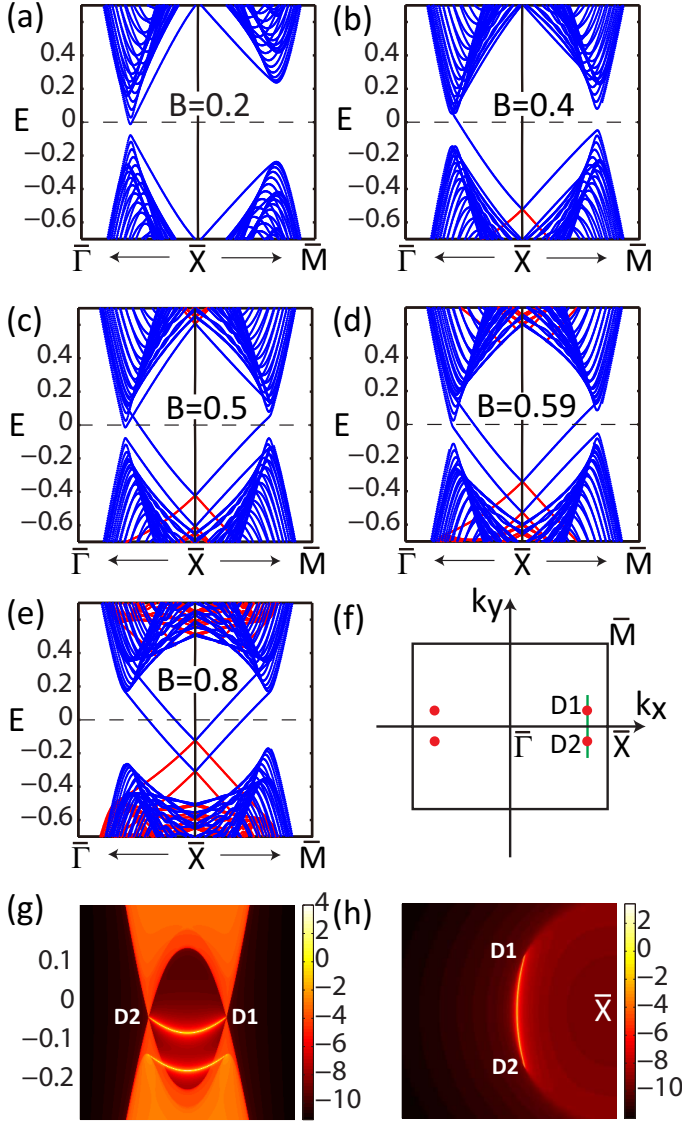 (a)
0.4
0.2
0
−0.2
−0.4
−0.6
E
B=0.2
Γ̄ ← X̄ → M̄
(b)
0.4
0.2
0
−0.2
−0.4
−0.6
E
B=0.4
Γ̄ ← X̄ → M̄
(c)
0.4
0.2
0
−0.2
−0.4
−0.6
E
B=0.5
Γ̄ ← X̄ → M̄
(d)
0.4
0.2
0
−0.2
−0.4
−0.6
E
B=0.59
Γ̄ ← X̄ → M̄
(e)
0.4
0.2
0
−0.2
−0.4
−0.6
E
B=0.8
Γ̄ ← X̄ → M̄
(f)
ky
M̄
D1
kx
Γ̄
D2
X̄
(g)
0.1
0
−0.1
−0.2
D2
D1
4
2
0
−2
−4
−6
−8
−10
(h)
D1
X̄
D2
2
0
−2
−4
−6
−8
−10